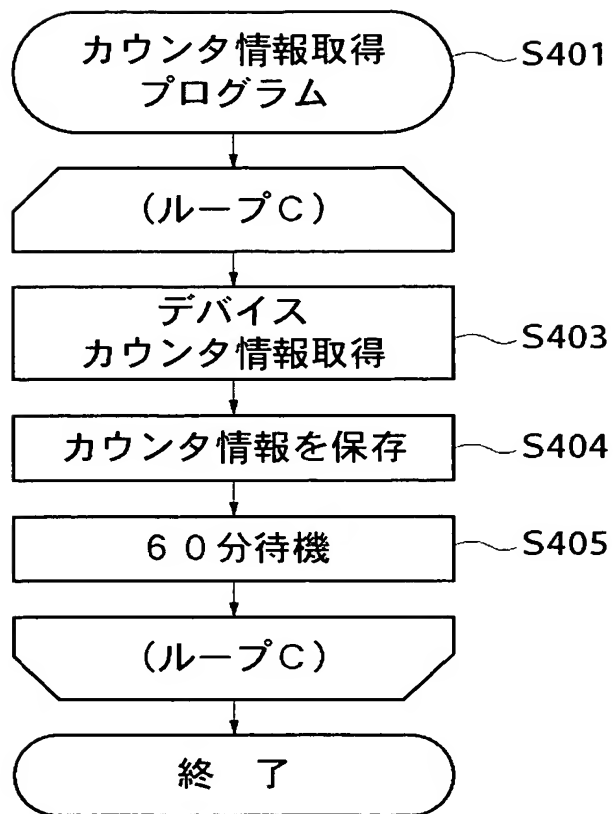 カウンタ情報取得
プログラム
S401
(ループC)
デバイス
カウンタ情報取得
S403
カウンタ情報を保存
S404
60分待機
S405
(ループC)
終 了